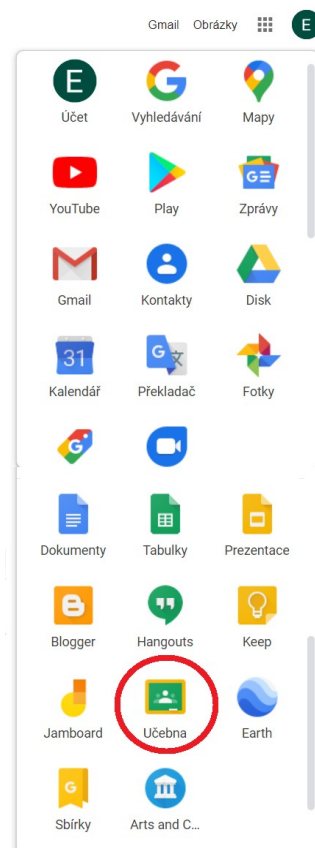 Gmail Obrázky E
E
Účet Vyhledávání Mapy
G
YouTube Play Zprávy
Gmail Kontakty Disk
31 G
Kalendář Překladač Fotky
G
Dokumenty Tabulky Prezentace
Blogger Hangouts Keep
Jamboard Učebna Earth
G
Sbírky Arts and C...